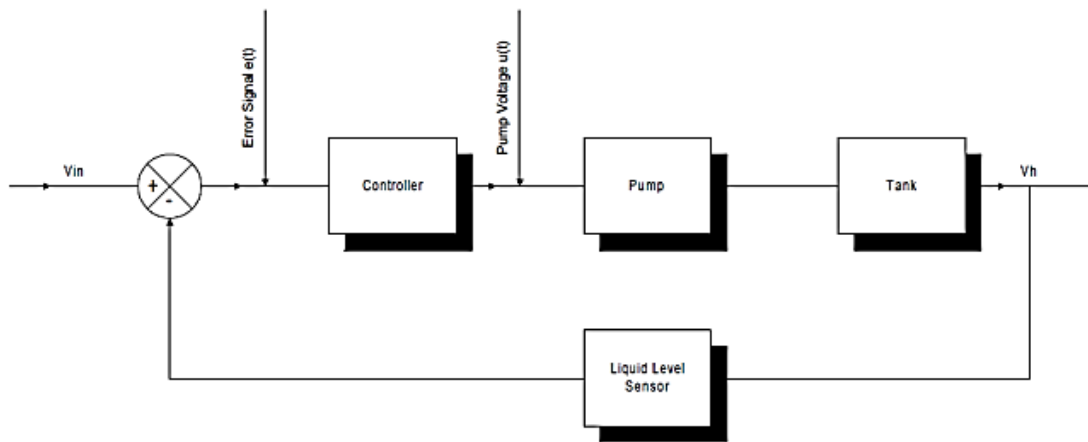 Error Signal e(t)
Pump Voltage u(t)
Vin
+
-
Controller
Pump
Tank
Vh
Liquid Level
Sensor